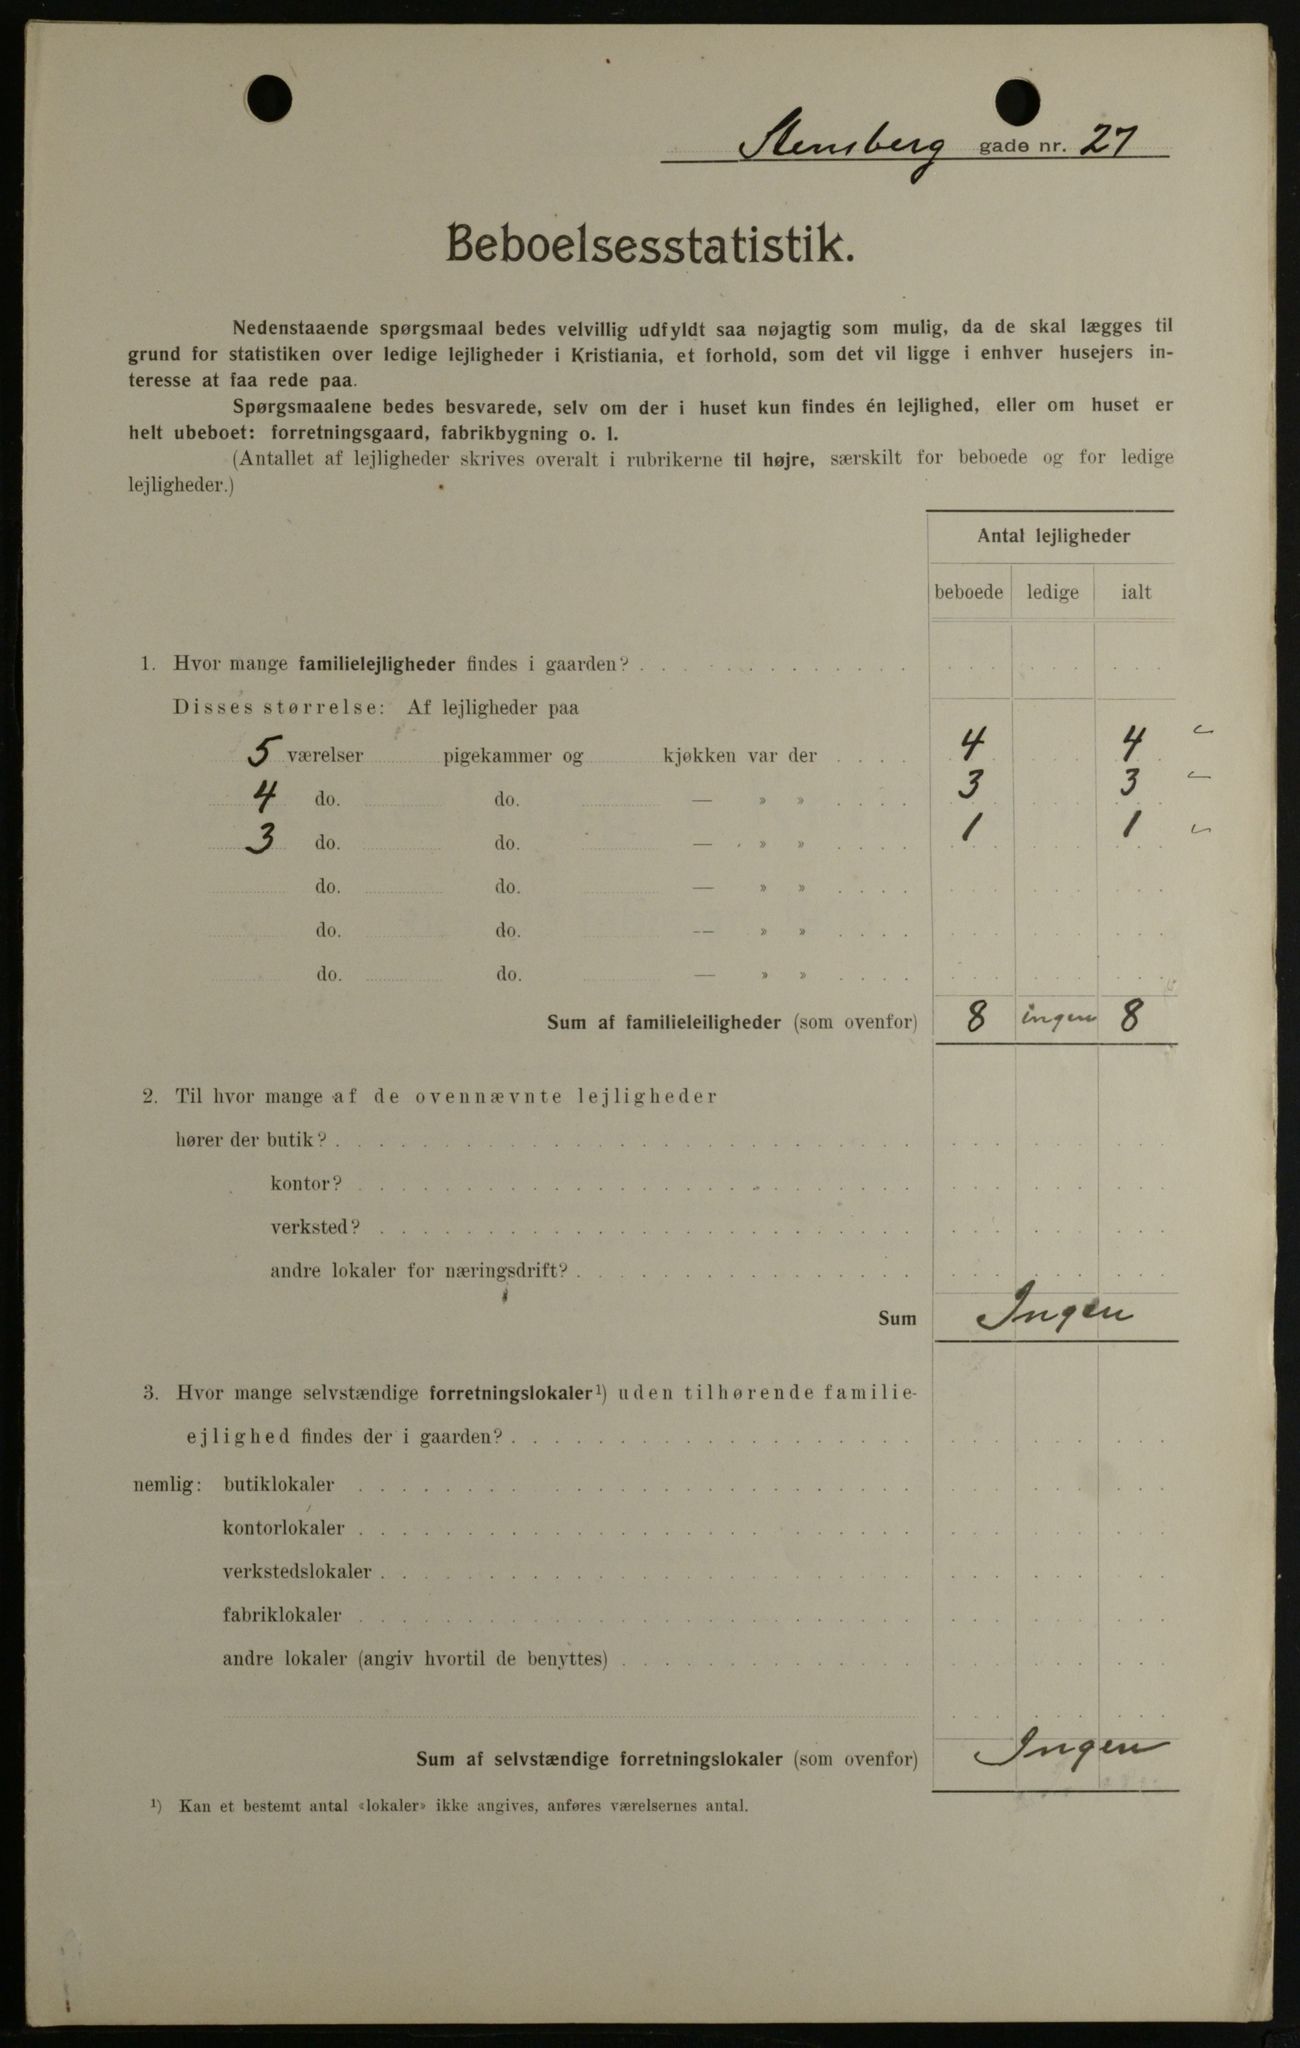 Stensberg gade nr. 27
Beboelsesstatistik.
Nedenstaaende spørgsmaal bedes velvillig udfyldt saa nøjagtig som mulig, da de skal lægges til
grund for statistiken over ledige lejligheder i Kristiania, et forhold, som det vil ligge i enhver husejers in-
teresse at faa rede paa.
Spørgsmaalene bedes besvarede, selv om der i huset kun findes én lejlighed, eller om huset er
helt ubeboet: forretningsgaard, fabrikbygning o. l.
(Antallet af lejligheder skrives overalt i rubrikerne til højre, særskilt for beboede og for ledige
lejligheder.)
Antal lejligheder
beboede ledige ialt
1. Hvor mange familielejligheder findes i gaarden? . . . . . . . . . . . . .
Disses størrelse: Af lejligheder paa
5 værelser pigekammer og kjøkken var der . . . . 4 4
4 do. do. — » » . . . . 3 3
3 do. do. — » » . . . . 1 1
do. do. — » » . . . .
do. do. — » » . . . .
do. do. — » » . . . .
Sum af familieleiligheder (som ovenfor) 8 ingen 8
2. Til hvor mange af de ovennævnte lejligheder
hører der butik? . . . . . . . . . . . . . . . . . . . . . . .
kontor? . . . . . . . . . . . . . . . . . . . . . .
verksted? . . . . . . . . . . . . . . . . . . . . .
andre lokaler for næringsdrift? . . . . . . . . . . . . . . .
Sum Ingen
3. Hvor mange selvstændige forretningslokaler¹) uden tilhørende familie-
ejlighed findes der i gaarden? . . . . . . . . . . . . . . . . . . .
nemlig: butiklokaler . . . . . . . . . . . . . . . . . . . . . .
kontorlokaler . . . . . . . . . . . . . . . . . . . . . .
verkstedslokaler . . . . . . . . . . . . . . . . . . . . .
fabriklokaler . . . . . . . . . . . . . . . . . . . . . .
andre lokaler (angiv hvortil de benyttes) . . . . . . . . . . . . .
Sum af selvstændige forretningslokaler (som ovenfor) Ingen
¹) Kan et bestemt antal «lokaler» ikke angives, anføres værelsernes antal.